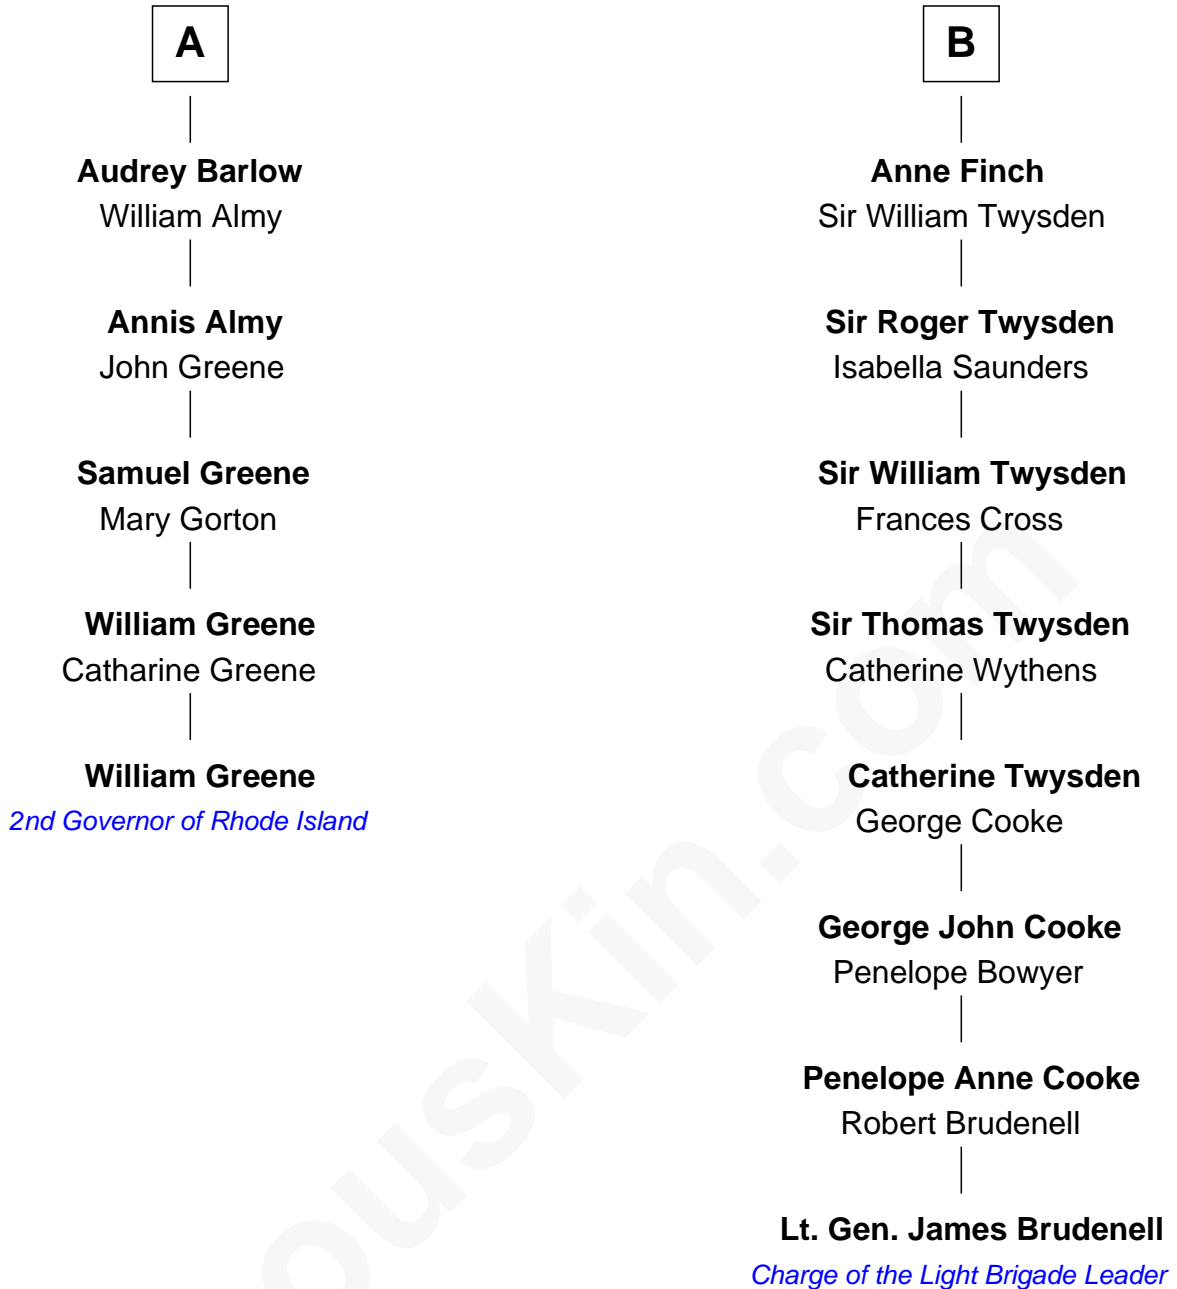 A
Audrey Barlow
William Almy
Annis Almy
John Greene
Samuel Greene
Mary Gorton
William Greene
Catharine Greene
William Greene
2nd Governor of Rhode Island
B
Anne Finch
Sir William Twysden
Sir Roger Twysden
Isabella Saunders
Sir William Twysden
Frances Cross
Sir Thomas Twysden
Catherine Wythens
Catherine Twysden
George Cooke
George John Cooke
Penelope Bowyer
Penelope Anne Cooke
Robert Brudenell
Lt. Gen. James Brudenell
Charge of the Light Brigade Leader
ousKin.com